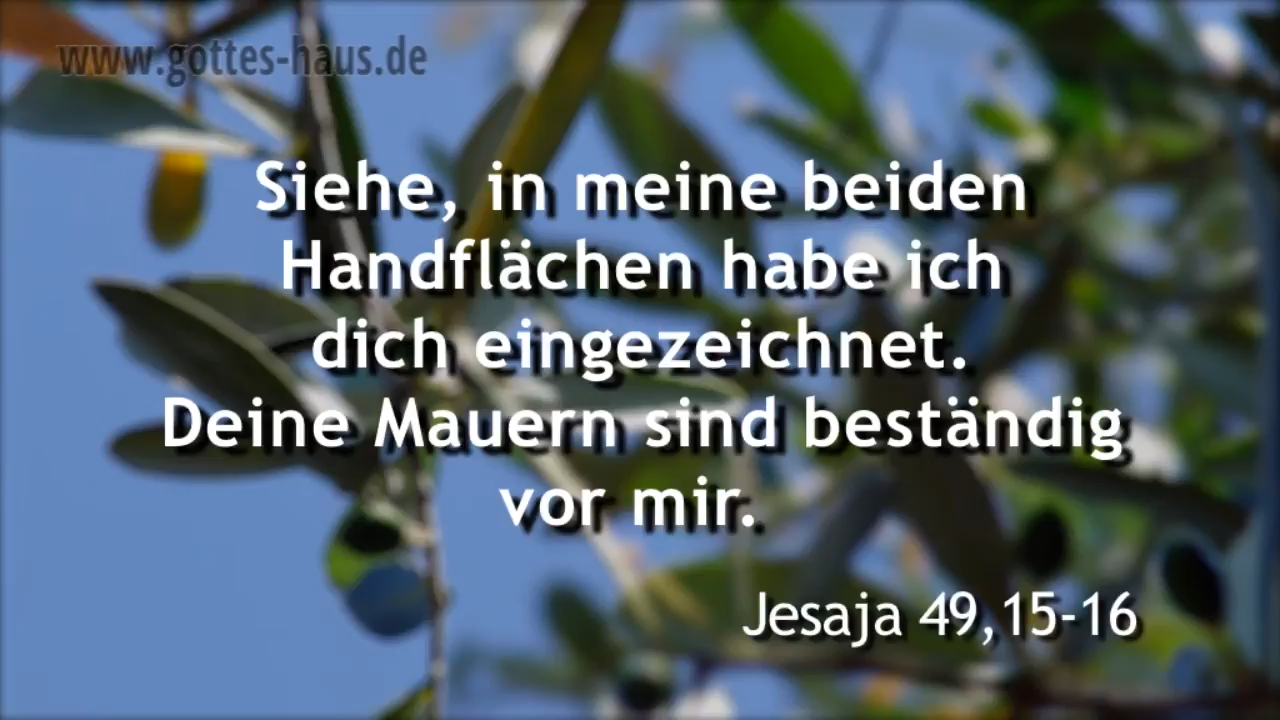 www.gottes-haus.de
Siehe, in meine beiden
Handflächen habe ich
dich eingezeichnet.
Deine Mauern sind beständig
vor mir.
Jesaja 49,15-16